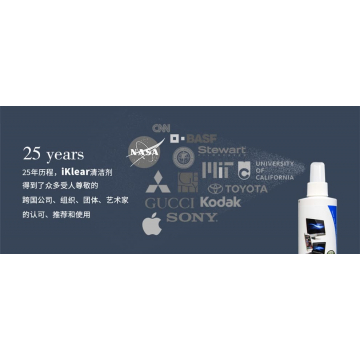 25 years
25年历程，iKlear清洁剂
得到了众多受人尊敬的
跨国公司、组织、团体、艺术家
的认可、推荐和使用
CNN
BASF
NASA
Stewart
MIT
UNIVERSITY
OF
CALIFORNIA
TOYOTA
GUCCI Kodak
SONY.